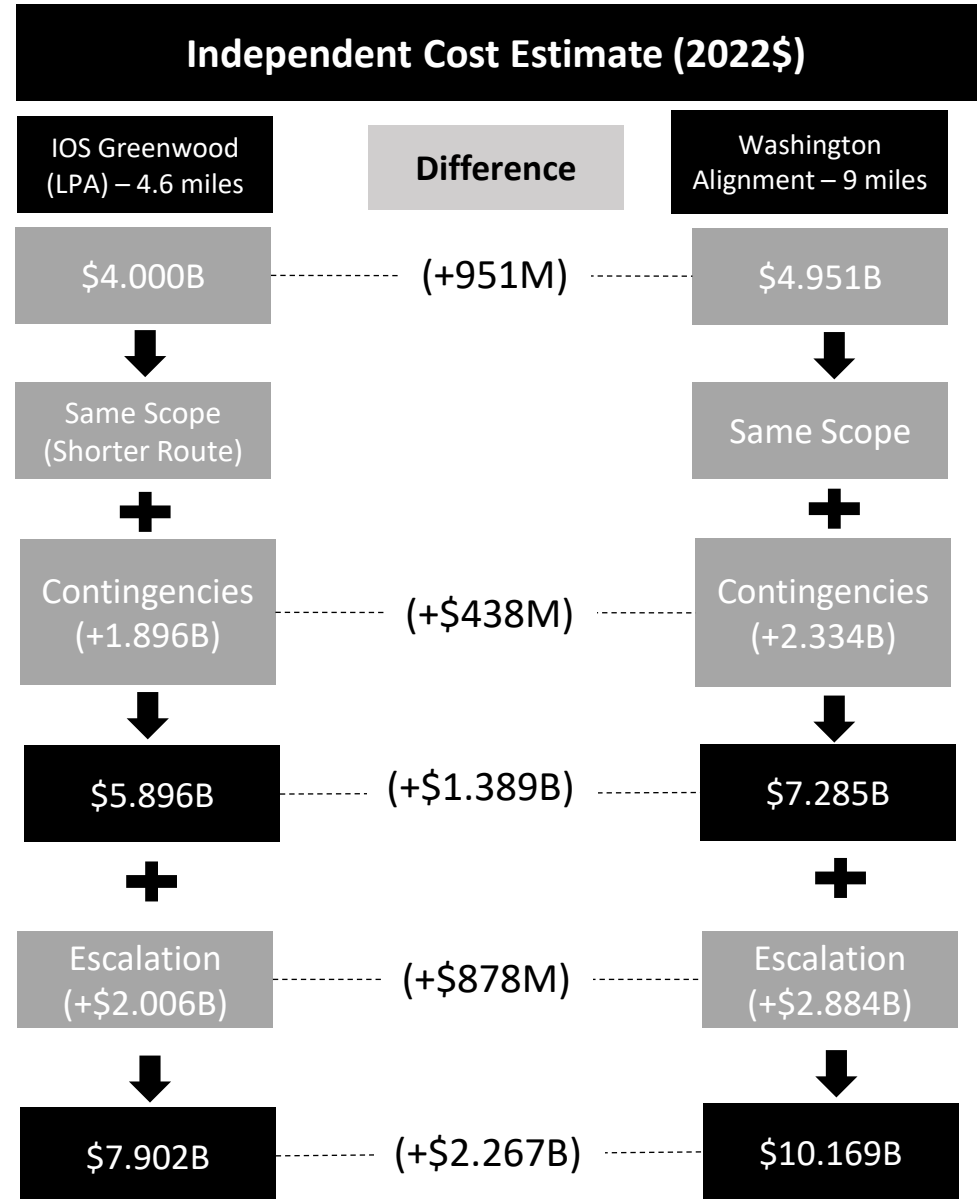 Independent Cost Estimate (2022$)
IOS Greenwood
(LPA) – 4.6 miles
Difference
Washington
Alignment – 9 miles
$4.000B
(+951M)
$4.951B
Same Scope
(Shorter Route)
Same Scope
Contingencies
(+1.896B)
(+$438M)
Contingencies
(+2.334B)
$5.896B
(+$1.389B)
$7.285B
Escalation
(+$2.006B)
(+$878M)
Escalation
(+$2.884B)
$7.902B
(+$2.267B)
$10.169B